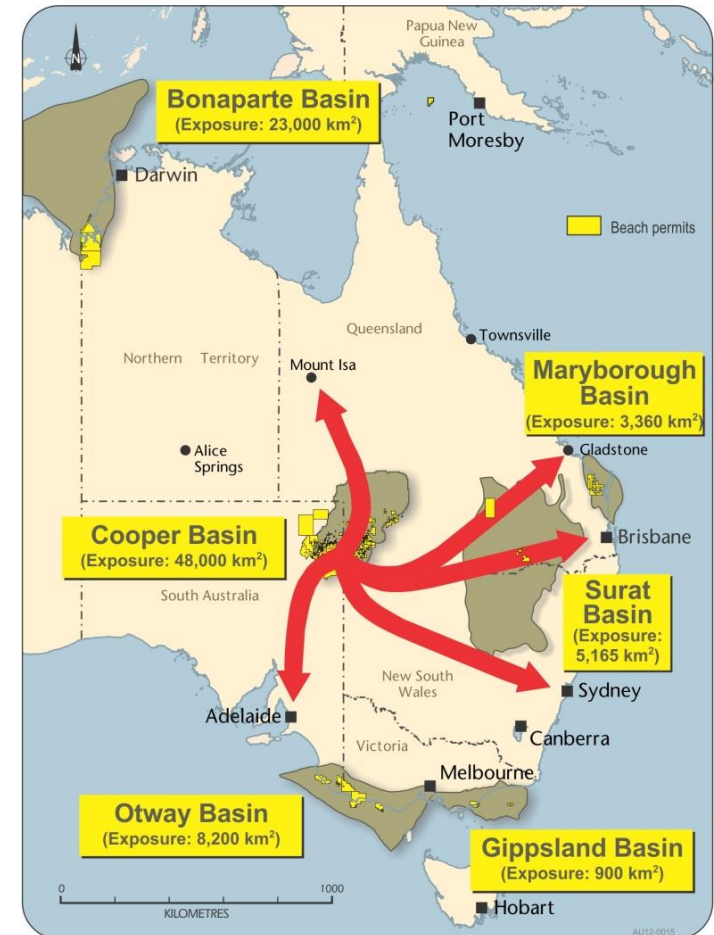 Papua New
Guinea
N
Bonaparte Basin
(Exposure: 23,000 km²)
Port
Moresby
Darwin
Beach permits
Queensland
Townsville
Northern Territory
Mount Isa
Maryborough
Basin
(Exposure: 3,360 km²)
Alice
Springs
Gladstone
Cooper Basin
(Exposure: 48,000 km²)
Brisbane
South Australia
Surat
Basin
(Exposure:
5,165 km²)
New South
Wales
Sydney
Adelaide
Canberra
Victoria
Melbourne
Otway Basin
(Exposure: 8,200 km²)
Gippsland Basin
(Exposure: 900 km²)
0 1000
KILOMETRES
Hobart
AU12-0015